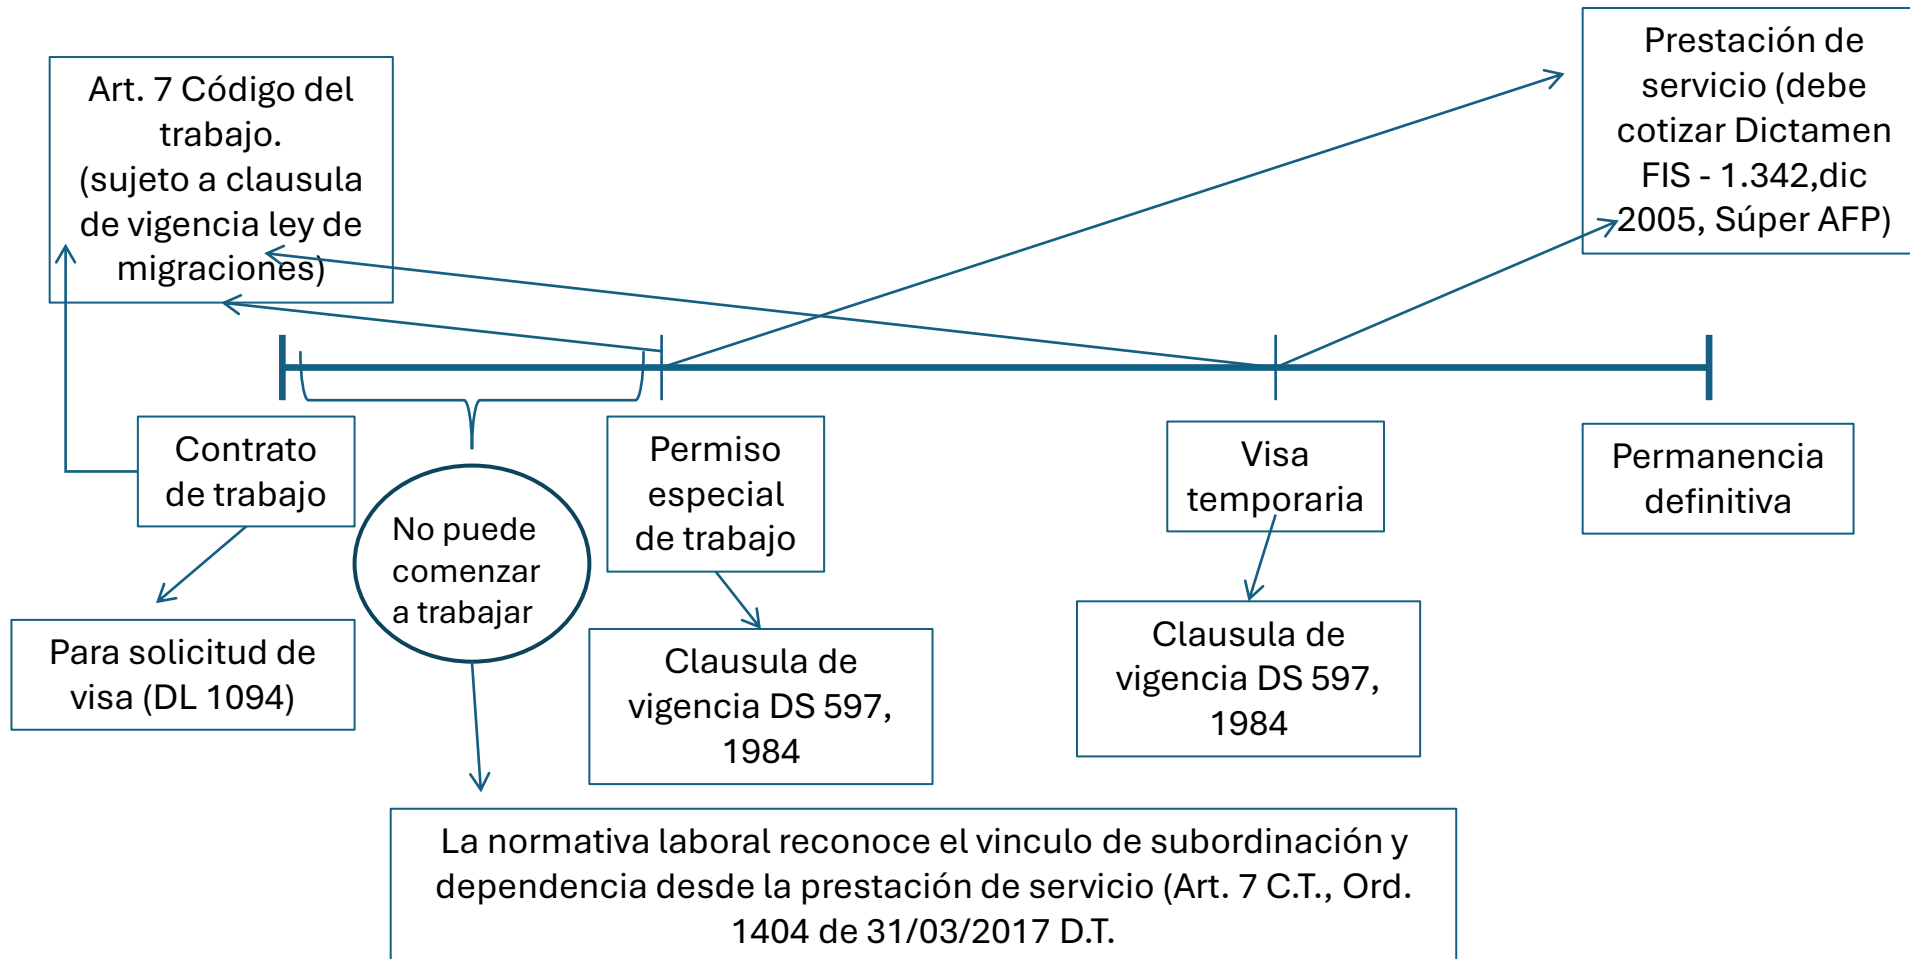 Art. 7 Código del
trabajo.
(sujeto a clausula
de vigencia ley de
migraciones)
Prestación de
servicio (debe
cotizar Dictamen
FIS - 1.342,dic
2005, Súper AFP)
Contrato
de trabajo
No puede
comenzar
a trabajar
Permiso
especial
de trabajo
Visa
temporaria
Permanencia
definitiva
Para solicitud de
visa (DL 1094)
Clausula de
vigencia DS 597,
1984
Clausula de
vigencia DS 597,
1984
La normativa laboral reconoce el vinculo de subordinación y
dependencia desde la prestación de servicio (Art. 7 C.T., Ord.
1404 de 31/03/2017 D.T.